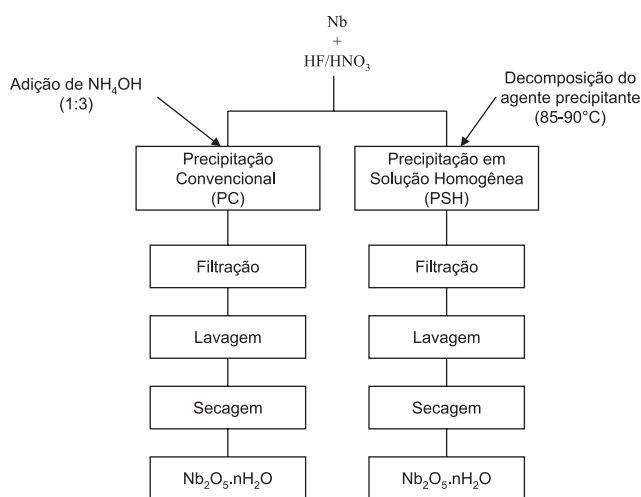 Nb
+
HF/HNO₃
Adição de NH₄OH
(1:3)
Decomposição do
agente precipitante
(85-90°C)
Precipitação
Convencional
(PC)
Precipitação em
Solução Homogênea
(PSH)
Filtração
Filtração
Lavagem
Lavagem
Secagem
Secagem
Nb₂O₅.nH₂O
Nb₂O₅.nH₂O